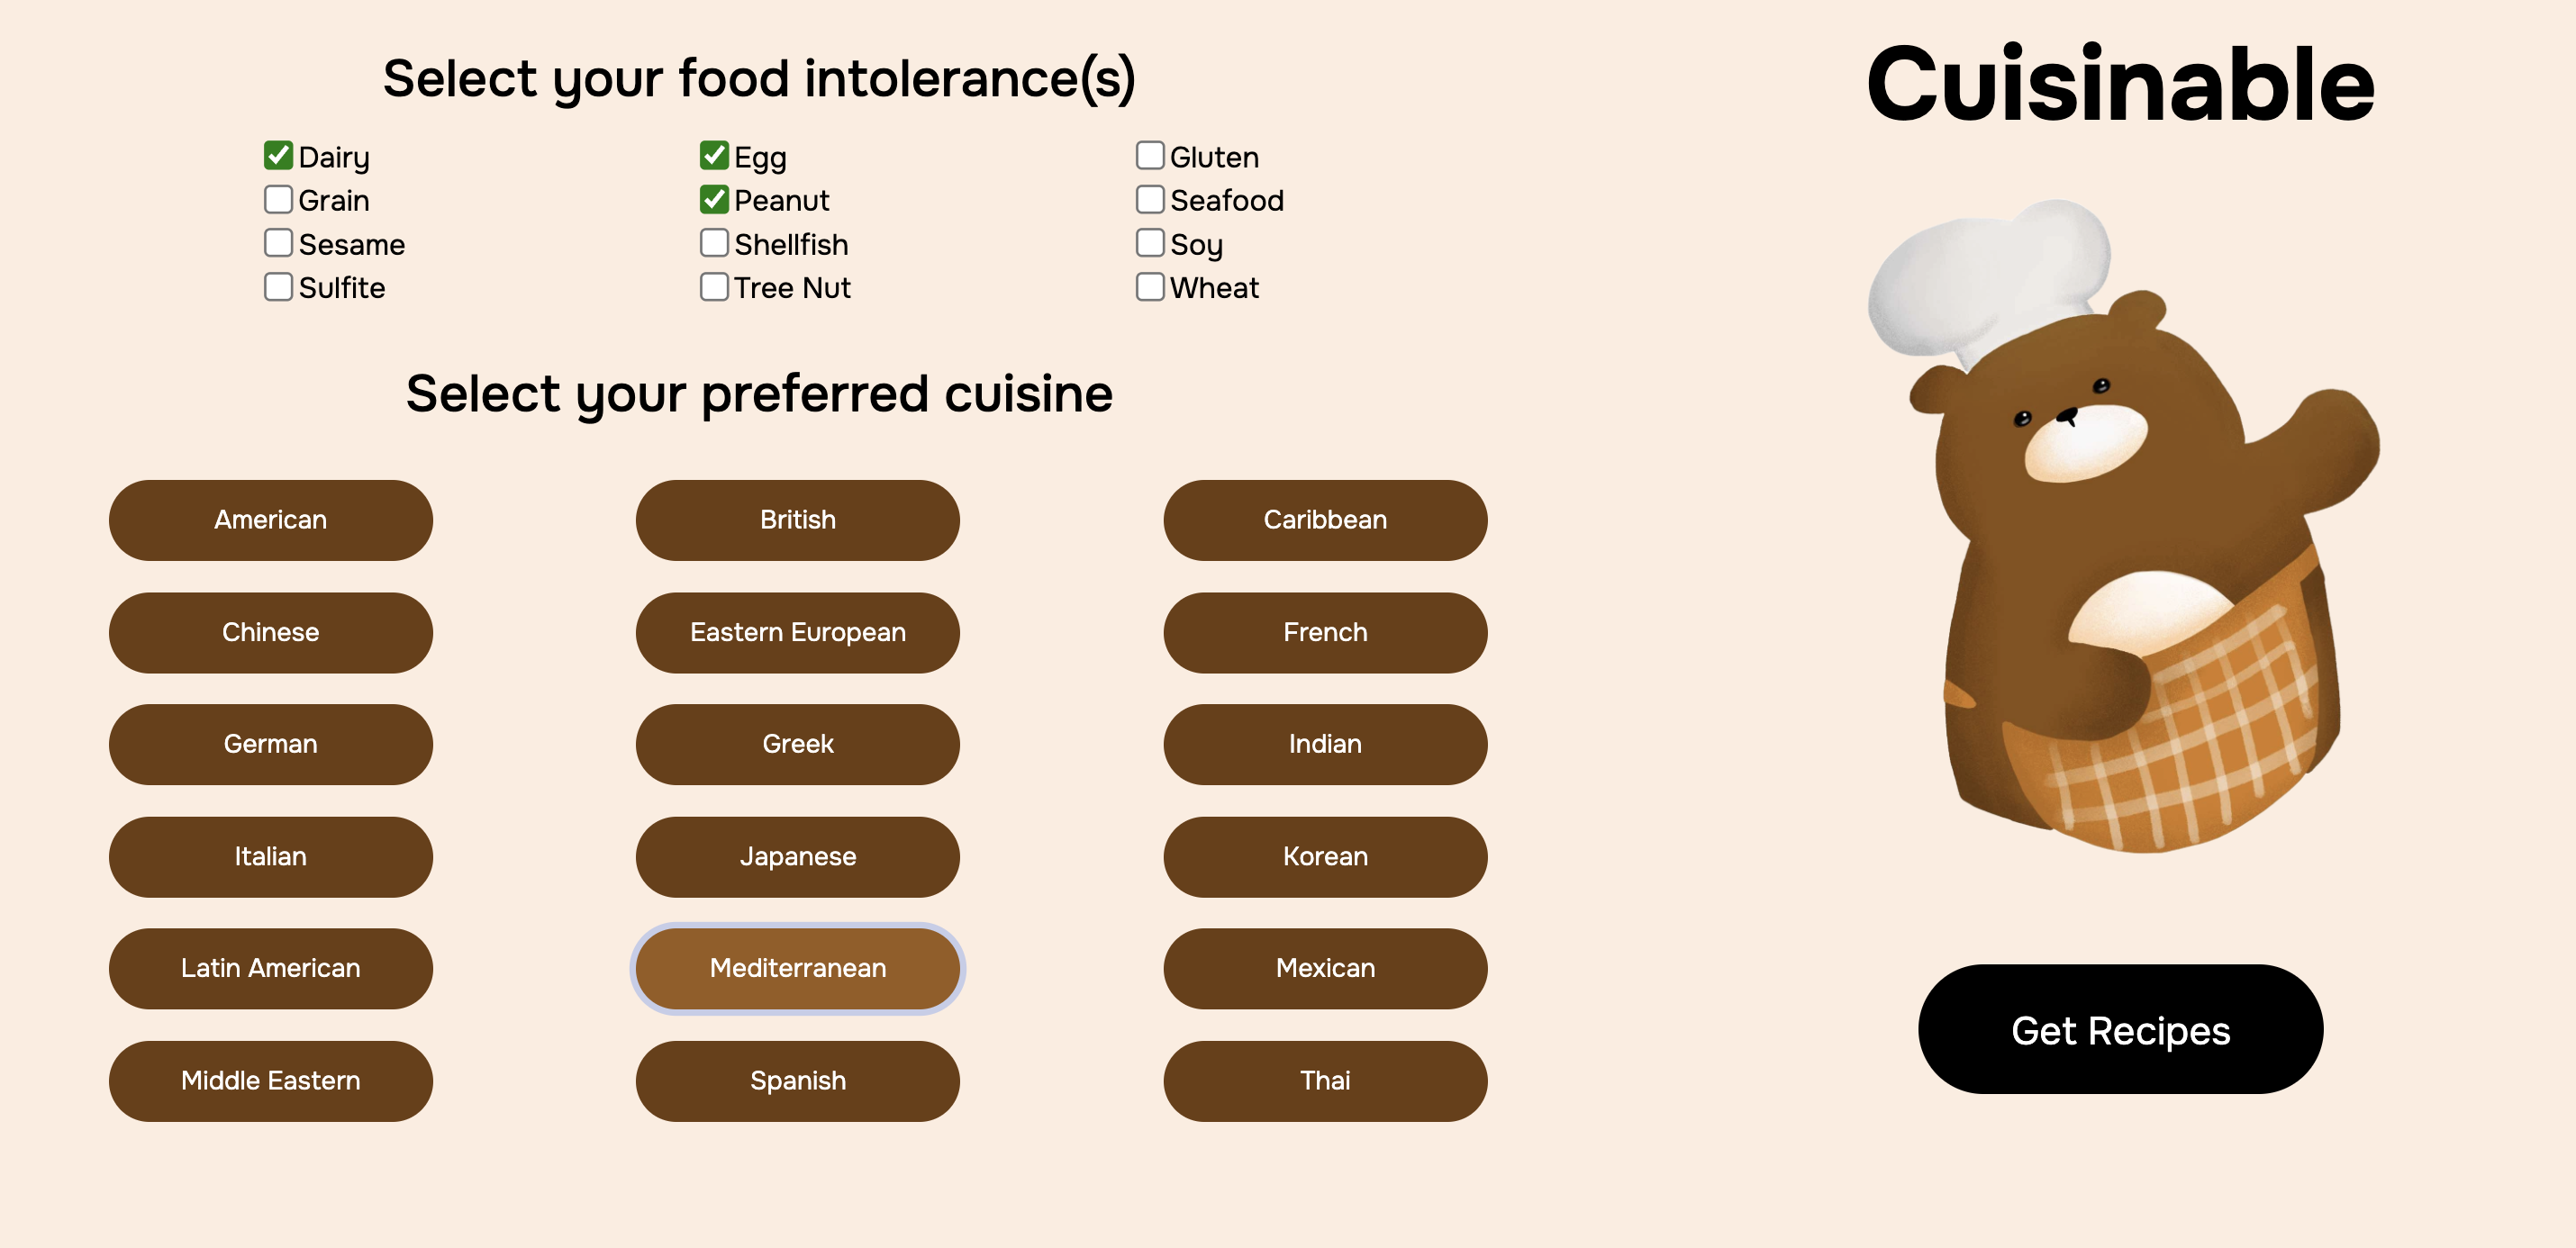 Select your food intolerance(s)
Dairy
Egg
Gluten
Grain
Peanut
Seafood
Sesame
Shellfish
Soy
Sulfite
Tree Nut
Wheat
Select your preferred cuisine
American
British
Caribbean
Chinese
Eastern European
French
German
Greek
Indian
Italian
Japanese
Korean
Latin American
Mediterranean
Mexican
Middle Eastern
Spanish
Thai
Cuisinable
Get Recipes